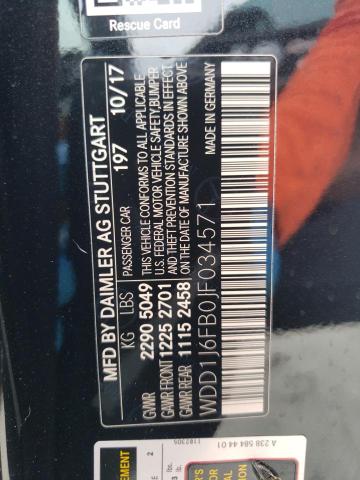 Rescue Card
MFD BY DAIMLER AG STUTTGART
197 10/17
KG LBS PASSENGER CAR
GVWR 2290 5049
GAWR FRONT 1225 2701
GAWR REAR 1115 2458
THIS VEHICLE CONFORMS TO ALL APPLICABLE
U.S. FEDERAL MOTOR VEHICLE SAFETY,BUMPER
AND THEFT PREVENTION STANDARDS IN EFFECT
ON THE DATE OF MANUFACTURE SHOWN ABOVE
WDD1J6FB0JF034571
MADE IN GERMANY
A 238 584 44 01
1102305
2